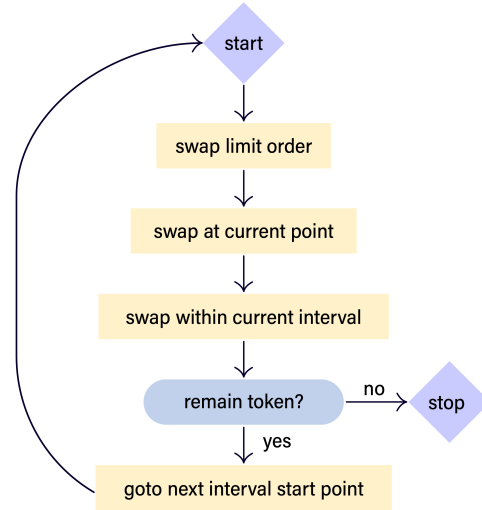 start
swap limit order
swap at current point
swap within current interval
remain token?
no
stop
yes
goto next interval start point